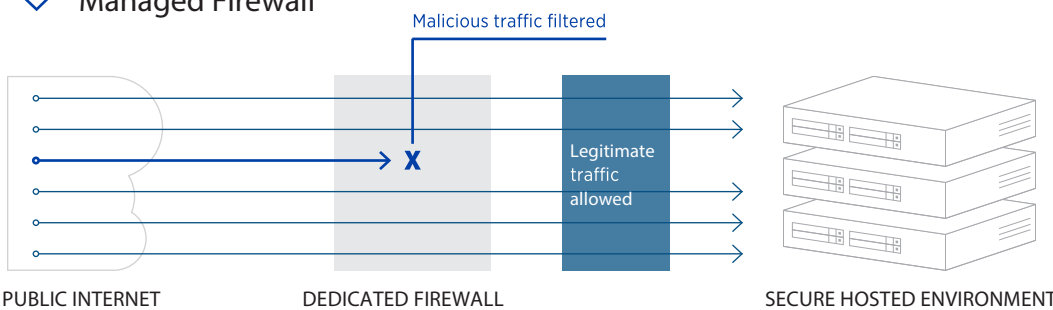 Managed Firewall
Malicious traffic filtered
X
Legitimate
traffic
allowed
PUBLIC INTERNET
DEDICATED FIREWALL
SECURE HOSTED ENVIRONMENT